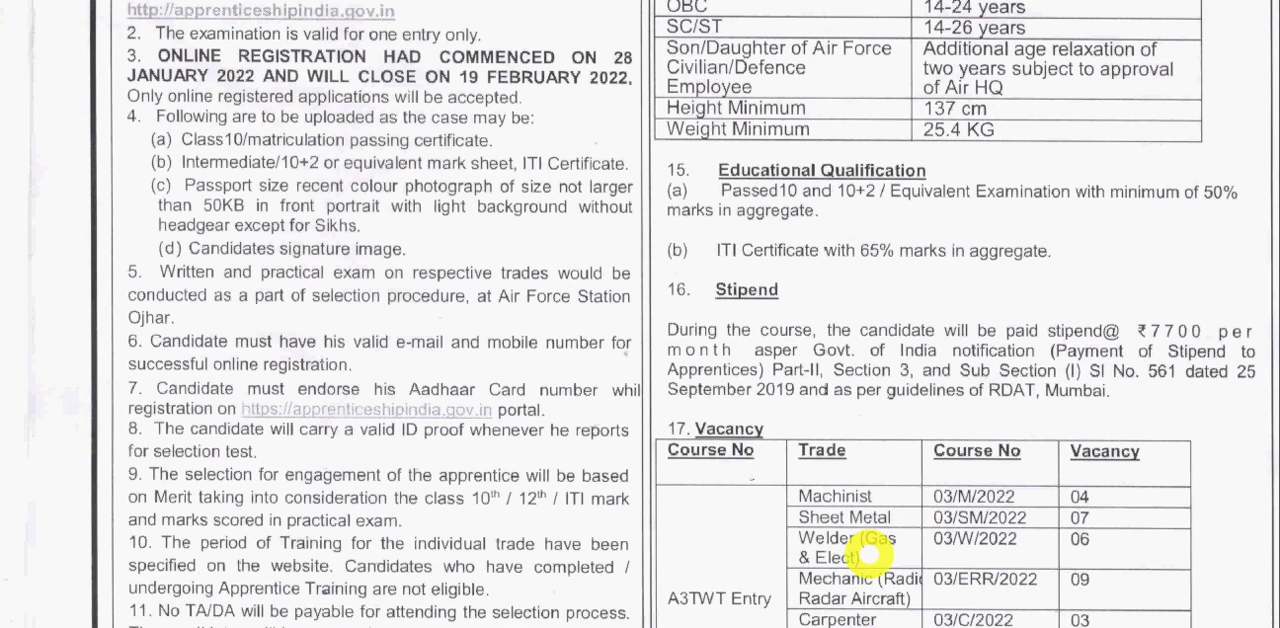 http://apprenticeshipindia.gov.in
2. The examination is valid for one entry only.
3. ONLINE REGISTRATION HAD COMMENCED ON 28
JANUARY 2022 AND WILL CLOSE ON 19 FEBRUARY 2022.
Only online registered applications will be accepted.
4. Following are to be uploaded as the case may be:
(a) Class10/matriculation passing certificate.
(b) Intermediate/10+2 or equivalent mark sheet, ITI Certificate.
(c) Passport size recent colour photograph of size not larger
than 50KB in front portrait with light background without
headgear except for Sikhs.
(d) Candidates signature image.
5. Written and practical exam on respective trades would be
conducted as a part of selection procedure, at Air Force Station
Ojhar.
6. Candidate must have his valid e-mail and mobile number for
successful online registration.
7. Candidate must endorse his Aadhaar Card number whil
registration on https://apprenticeshipindia.gov.in portal.
8. The candidate will carry a valid ID proof whenever he reports
for selection test.
9. The selection for engagement of the apprentice will be based
on Merit taking into consideration the class 10th / 12th / ITI mark
and marks scored in practical exam.
10. The period of Training for the individual trade have been
specified on the website. Candidates who have completed /
undergoing Apprentice Training are not eligible.
11. No TA/DA will be payable for attending the selection process.
OBC 14-24 years
SC/ST 14-26 years
Son/Daughter of Air Force Additional age relaxation of
Civilian/Defence two years subject to approval
Employee of Air HQ
Height Minimum 137 cm
Weight Minimum 25.4 KG
15. Educational Qualification
(a) Passed10 and 10+2 / Equivalent Examination with minimum of 50%
marks in aggregate.
(b) ITI Certificate with 65% marks in aggregate.
16. Stipend
During the course, the candidate will be paid stipend@ ₹7700 per
month asper Govt. of India notification (Payment of Stipend to
Apprentices) Part-II, Section 3, and Sub Section (I) SI No. 561 dated 25
September 2019 and as per guidelines of RDAT, Mumbai.
17. Vacancy
Course No Trade Course No Vacancy
Machinist 03/M/2022 04
Sheet Metal 03/SM/2022 07
Welder (Gas 03/W/2022 06
& Elect)
Mechanic (Radi 03/ERR/2022 09
A3TWT Entry Radar Aircraft)
Carpenter 03/C/2022 03